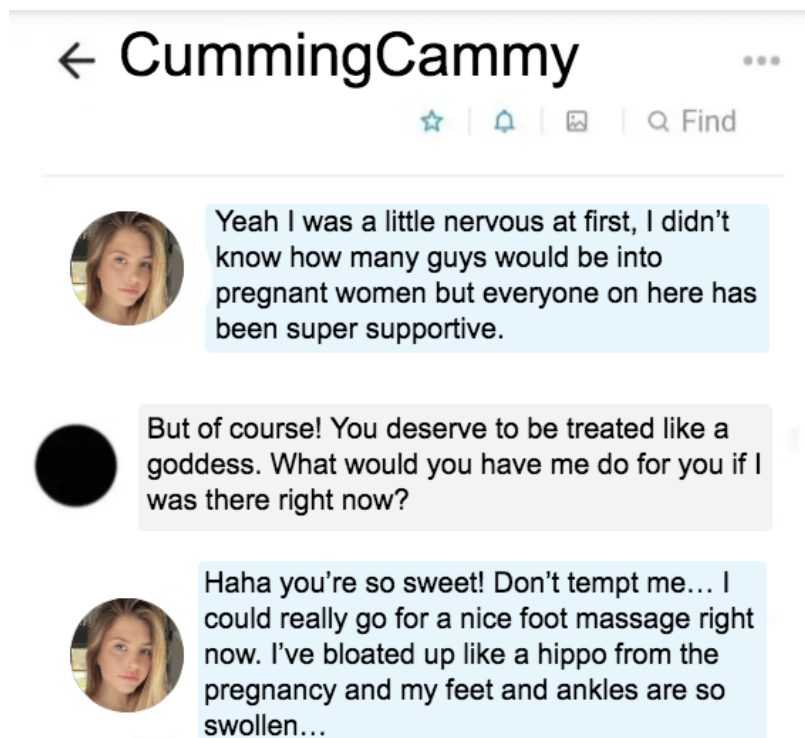 CummingCammy
Find
Yeah I was a little nervous at first, I didn’t
know how many guys would be into
pregnant women but everyone on here has
been super supportive.
But of course! You deserve to be treated like a
goddess. What would you have me do for you if I
was there right now?
Haha you’re so sweet! Don’t tempt me... I
could really go for a nice foot massage right
now. I’ve bloated up like a hippo from the
pregnancy and my feet and ankles are so
swollen...